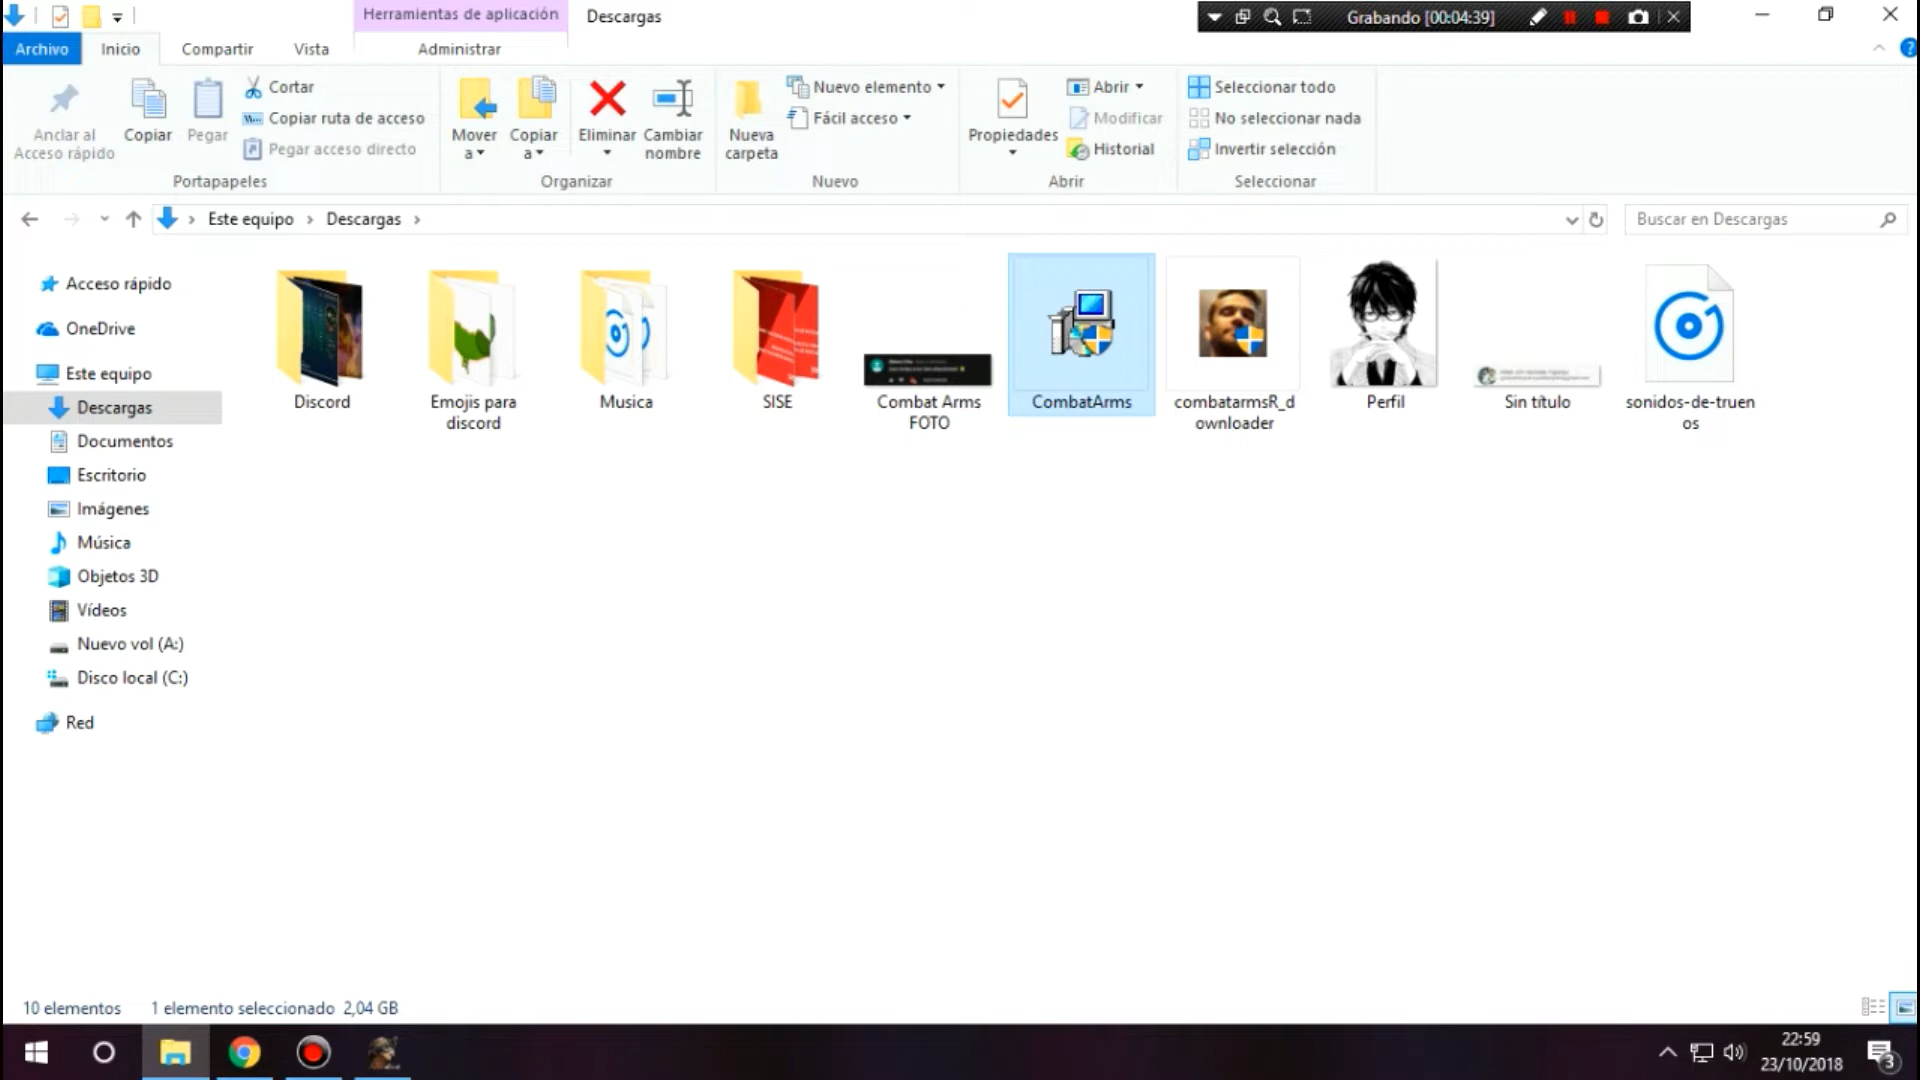 Herramientas de aplicación
Descargas
Grabando [00:04:39]
Archivo
Inicio
Compartir
Vista
Administrar
Anclar al
Acceso rápido
Copiar
Pegar
Cortar
Copiar ruta de acceso
Pegar acceso directo
Portapapeles
Mover
a
Copiar
a
Eliminar
Cambiar
nombre
Organizar
Nueva
carpeta
Nuevo elemento
Fácil acceso
Nuevo
Propiedades
Abrir
Modificar
Historial
Abrir
Seleccionar todo
No seleccionar nada
Invertir selección
Seleccionar
Este equipo > Descargas >
Buscar en Descargas
Acceso rápido
OneDrive
Este equipo
Descargas
Documentos
Escritorio
Imágenes
Música
Objetos 3D
Vídeos
Nuevo vol (A:)
Disco local (C:)
Red
Discord
Emojis para
discord
Musica
SISE
Combat Arms
FOTO
CombatArms
combatarmsR_d
ownloader
Perfil
Sin título
sonidos-de-truen
os
10 elementos
1 elemento seleccionado 2,04 GB
22:59
23/10/2018
3